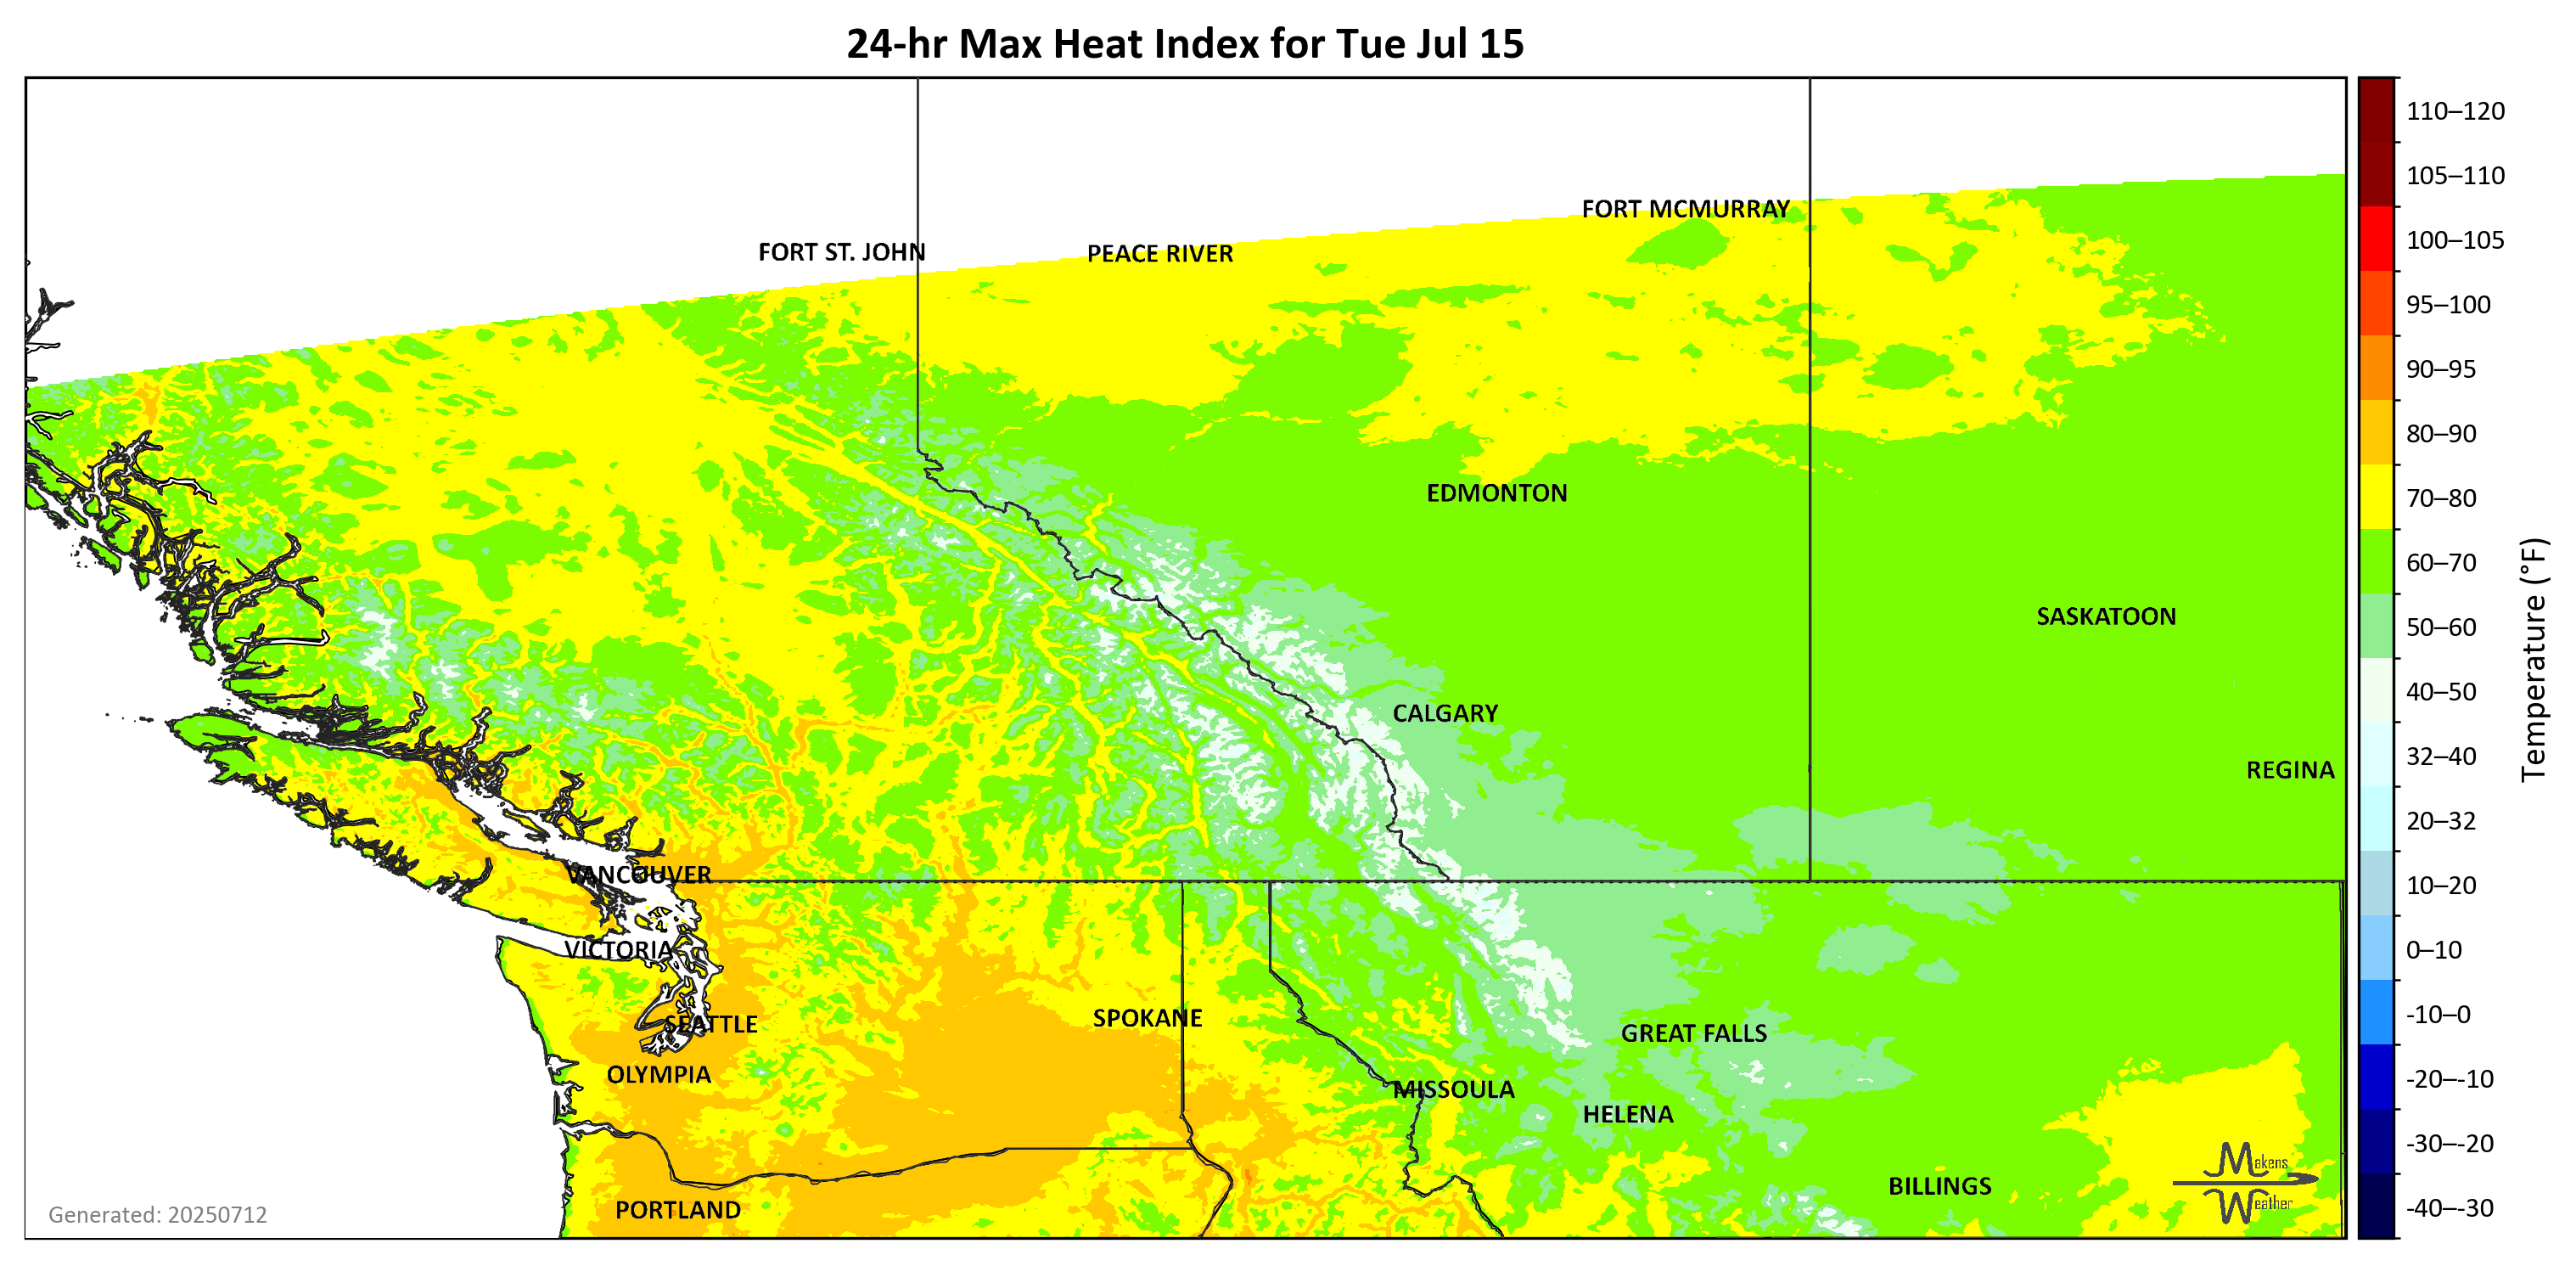 24-hr Max Heat Index for Tue Jul 15
FORT MCMURRAY
FORT ST. JOHN
PEACE RIVER
EDMONTON
SASKATOON
CALGARY
REGINA
VANCOUVER
VICTORIA
SEATTLE
SPOKANE
GREAT FALLS
OLYMPIA
MISSOULA
HELENA
BILLINGS
PORTLAND
Makens
Weather
Generated: 20250712
110–120
105–110
100–105
95–100
90–95
80–90
70–80
60–70
50–60
40–50
32–40
20–32
10–20
0–10
-10–0
-20–-10
-30–-20
-40–-30
Temperature (°F)